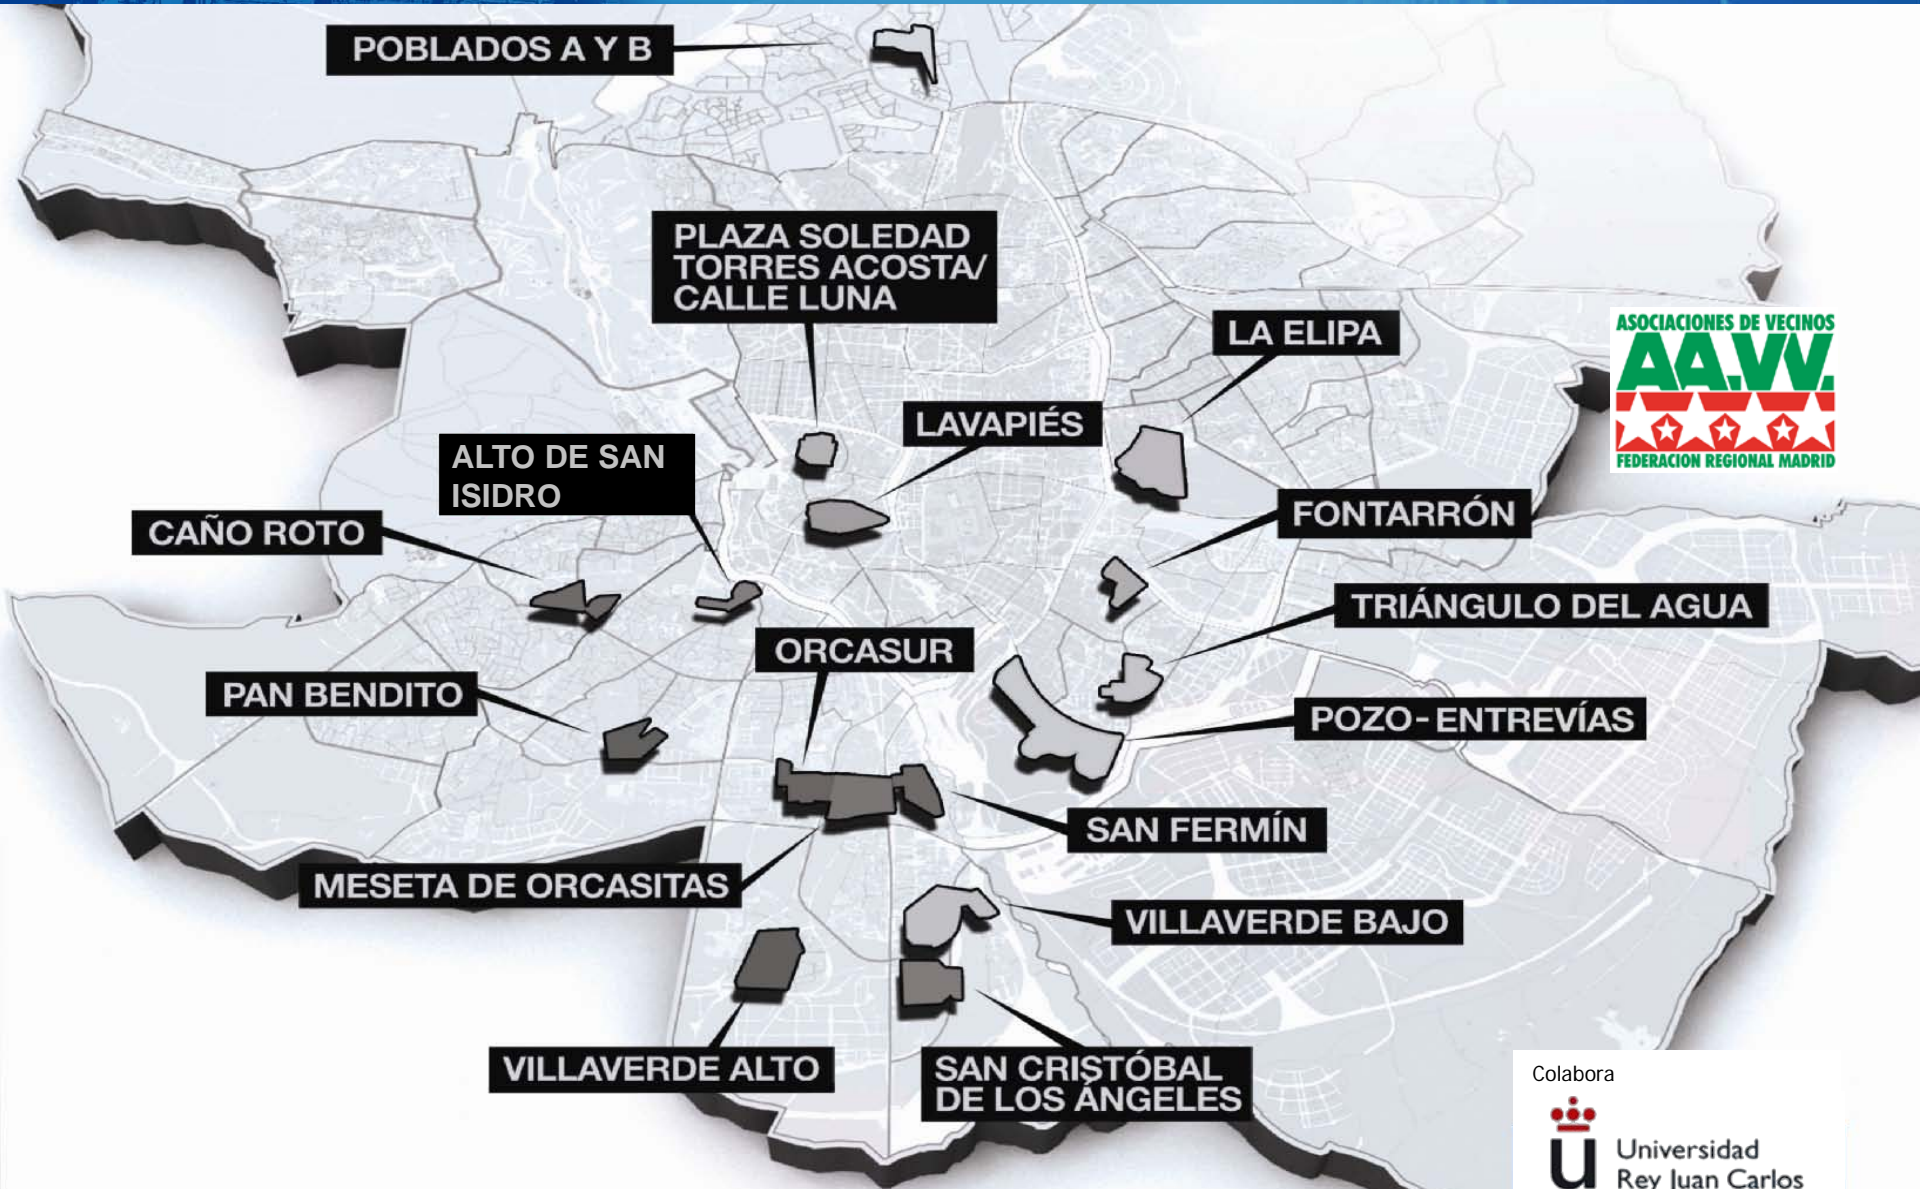 POBLADOS A Y B
PLAZA SOLEDAD
TORRES ACOSTA/
CALLE LUNA
LA ELIPA
ASOCIACIONES DE VECINOS
AA.VV.
FEDERACION REGIONAL MADRID
LAVAPIÉS
ALTO DE SAN
ISIDRO
FONTARRÓN
CAÑO ROTO
TRIÁNGULO DEL AGUA
ORCASUR
PAN BENDITO
POZO-ENTREVÍAS
SAN FERMÍN
MESETA DE ORCASITAS
VILLAVERDE BAJO
VILLAVERDE ALTO
SAN CRISTÓBAL
DE LOS ÁNGELES
Colabora
u
Universidad
Rey Juan Carlos